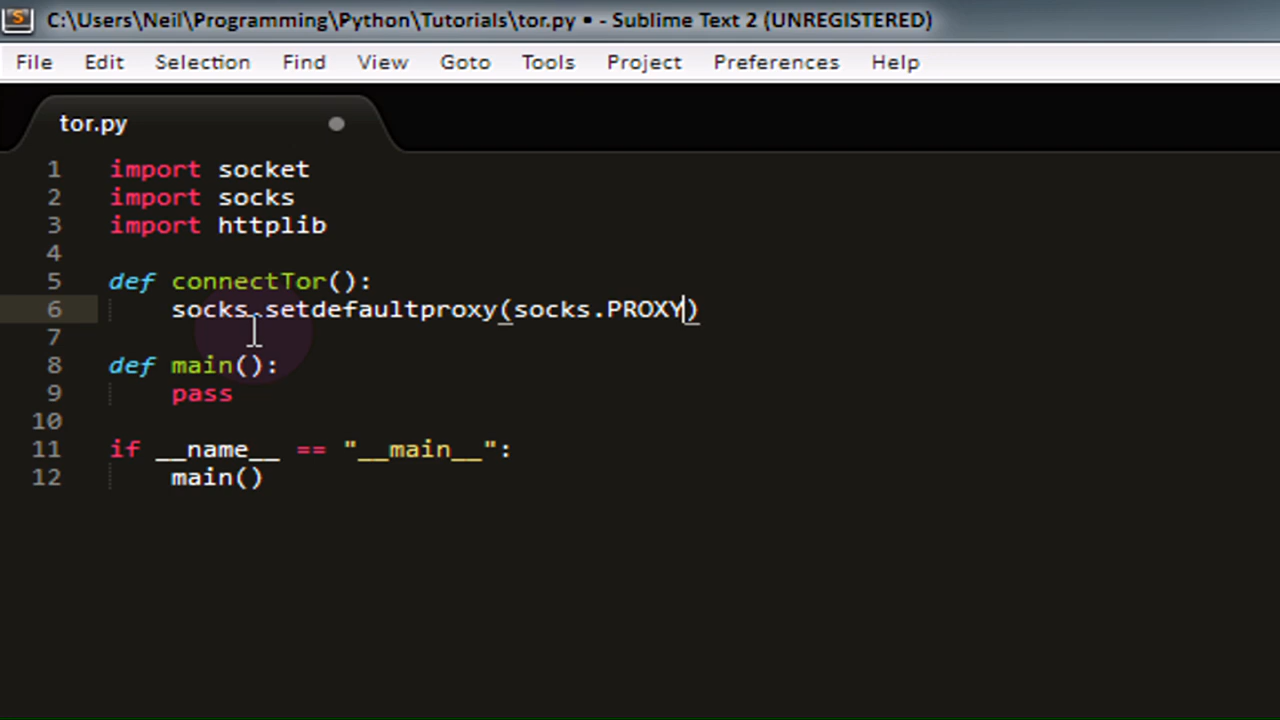 C:\Users\Neil\Programming\Python\Tutorials\tor.py • - Sublime Text 2 (UNREGISTERED)
File Edit Selection Find View Goto Tools Project Preferences Help
tor.py
1 import socket
2 import socks
3 import httplib
4
5 def connectTor():
6 socks.setdefaultproxy(socks.PROXY)
7
8 def main():
9 pass
10
11 if __name__ == "__main__":
12 main()